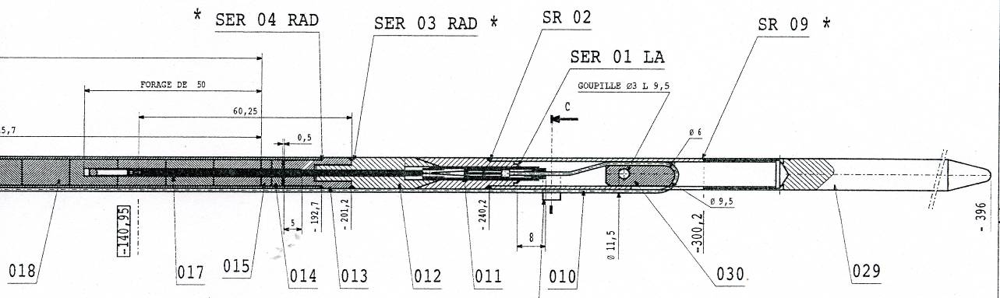 * SER 04 RAD
SER 03 RAD *
SR 02
SR 09 *
SER 01 LA
FORAGE DE 50
GOUPILLE Ø3 L 9,5
C
60,25
5,7
0,5
Ø 6
Ø 9,5
-140,95
5
- 192,7
- 201,2
- 240,2
8
Ø 11,5
-300,2
- 396
018
017
015
014
013
012
011
010
030.
029